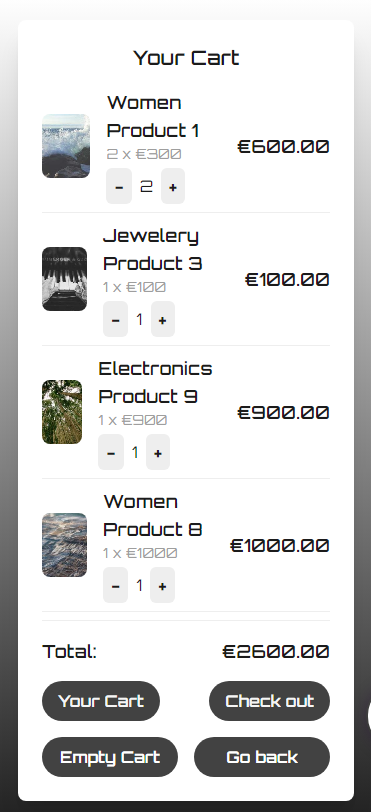 Your Cart
Women
Product 1
2 x €300
- 2 +
€600.00
Jewelery
Product 3
1 x €100
- 1 +
€100.00
Electronics
Product 9
1 x €900
- 1 +
€900.00
Women
Product 8
1 x €1000
- 1 +
€1000.00
Total: €2600.00
Your Cart Check out
Empty Cart Go back